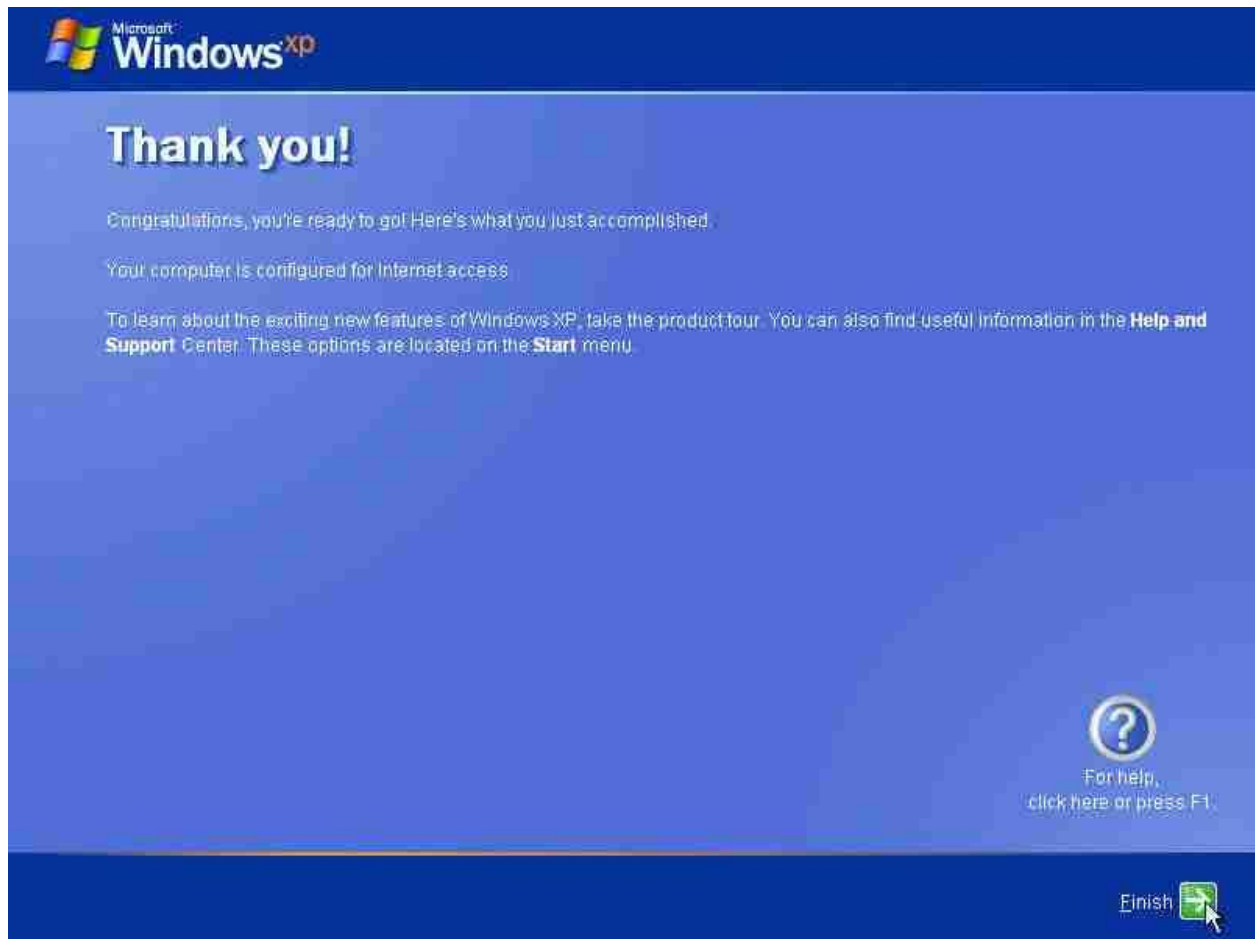 Microsoft
Windows xp
Thank you!
Congratulations, you're ready to go! Here's what you just accomplished.
Your computer is configured for Internet access
To learn about the exciting new features of Windows XP, take the product tour. You can also find useful information in the Help and
Support Center. These options are located on the Start menu.
For help,
click here or press F1.
Finish